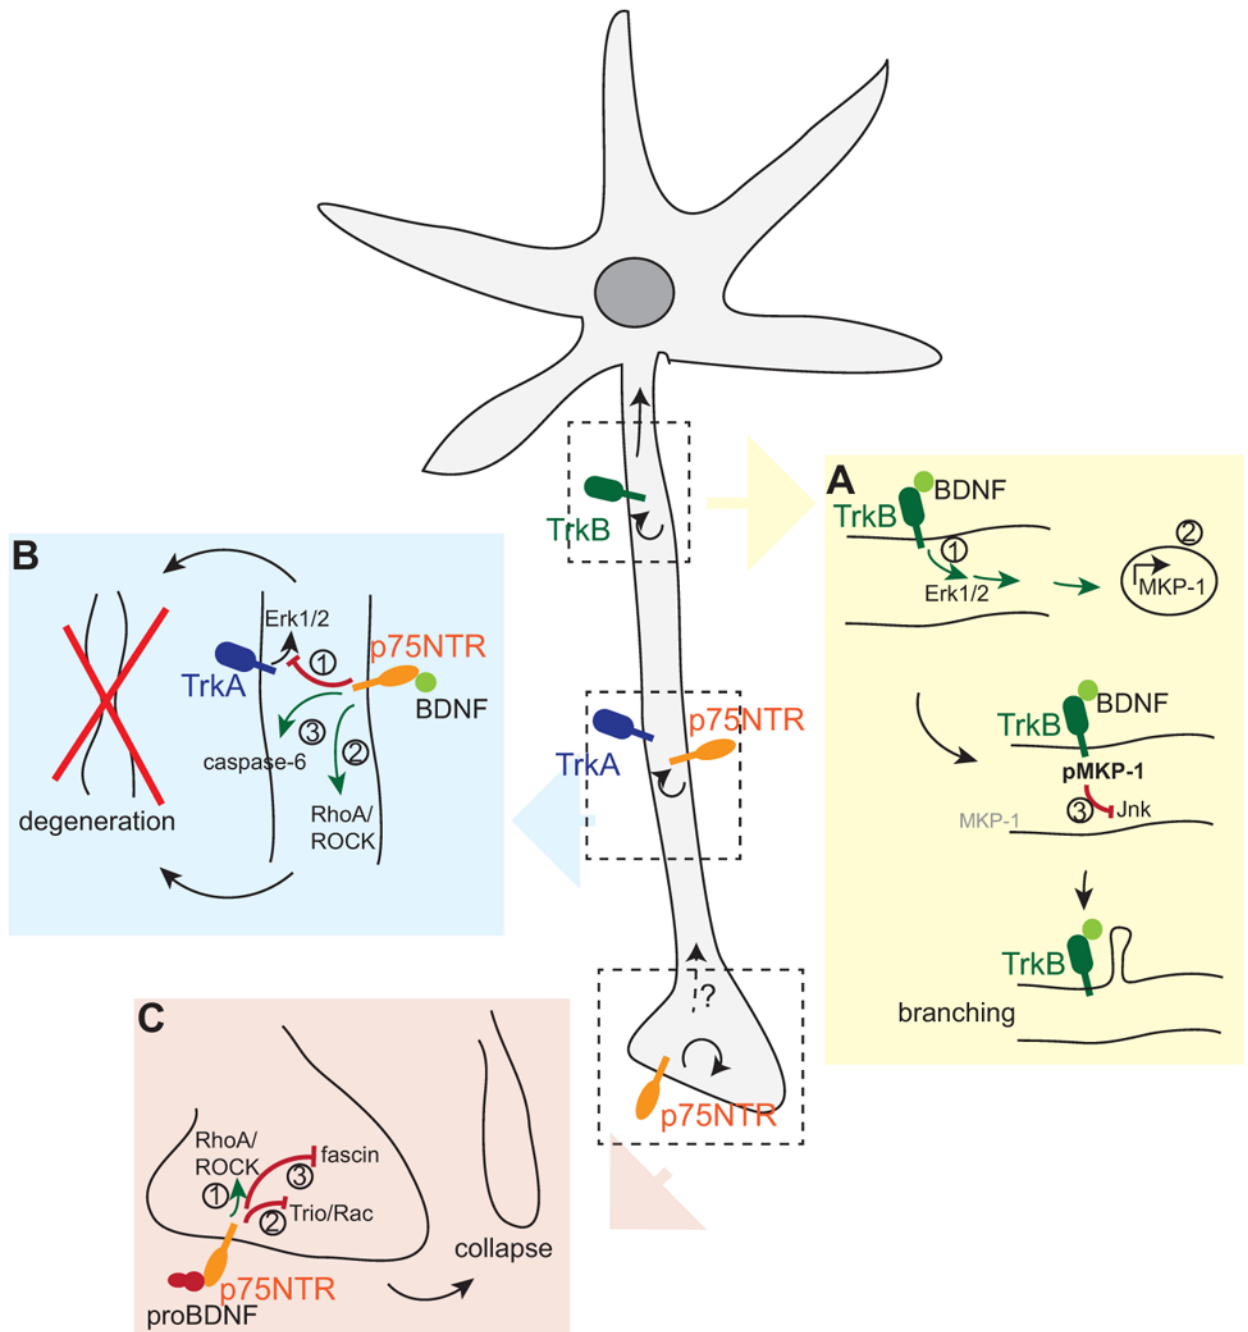 TrkB
A
BDNF
TrkB
1
2
Erk1/2
MKP-1
BDNF
TrkB
pMKP-1
3
Jnk
MKP-1
TrkB
branching
B
Erk1/2
1
p75NTR
TrkA
BDNF
3
2
caspase-6
RhoA/
ROCK
degeneration
p75NTR
TrkA
?
p75NTR
C
RhoA/
ROCK
fascin
3
1
2
Trio/Rac
collapse
p75NTR
proBDNF